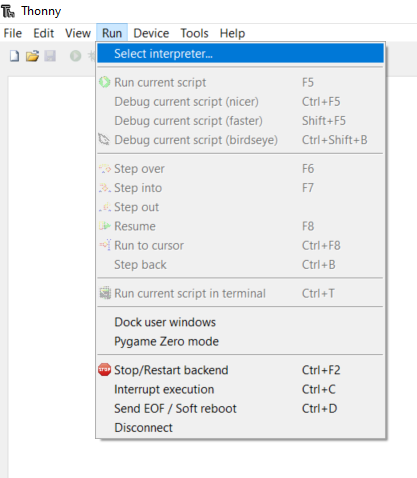 Thonny
File Edit View Run Device Tools Help
Select interpreter...
Run current script F5
Debug current script (nicer) Ctrl+F5
Debug current script (faster) Shift+F5
Debug current script (birdseye) Ctrl+Shift+B
Step over F6
Step into F7
Step out
Resume F8
Run to cursor Ctrl+F8
Step back Ctrl+B
Run current script in terminal Ctrl+T
Dock user windows
Pygame Zero mode
STOP Stop/Restart backend Ctrl+F2
Interrupt execution Ctrl+C
Send EOF / Soft reboot Ctrl+D
Disconnect